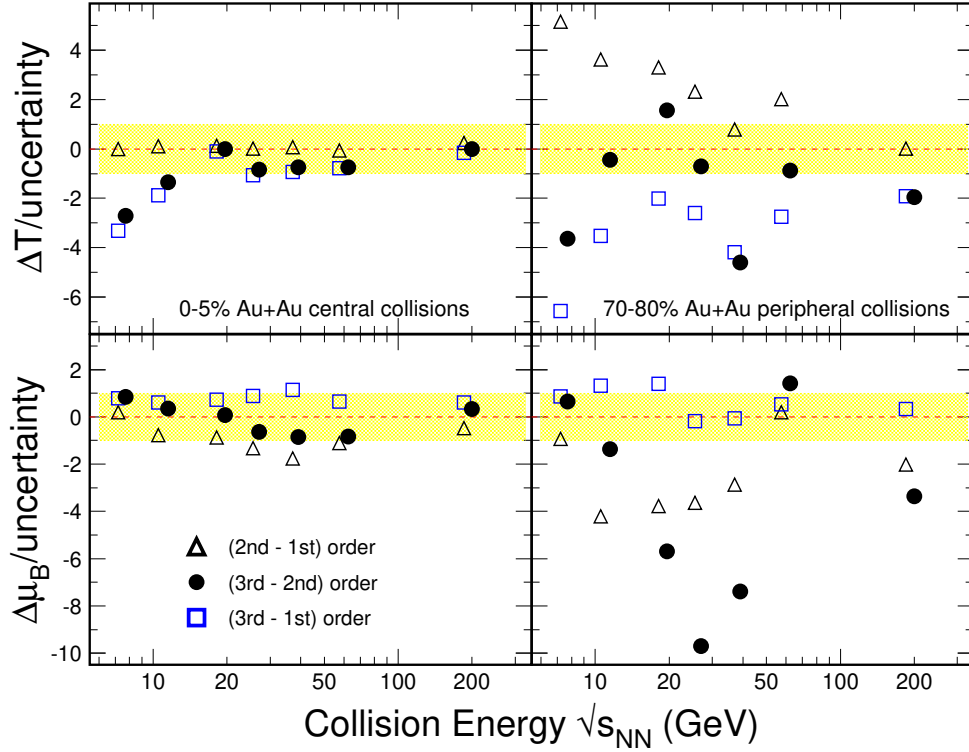 ΔT/uncertainty
4
2
0
-2
-4
-6
0-5% Au+Au central collisions
70-80% Au+Au peripheral collisions
Δμ_B/uncertainty
2
0
-2
-4
-6
-8
-10
(2nd - 1st) order
(3rd - 2nd) order
(3rd - 1st) order
10 20 50 100 200
10 20 50 100 200
Collision Energy √s_NN (GeV)